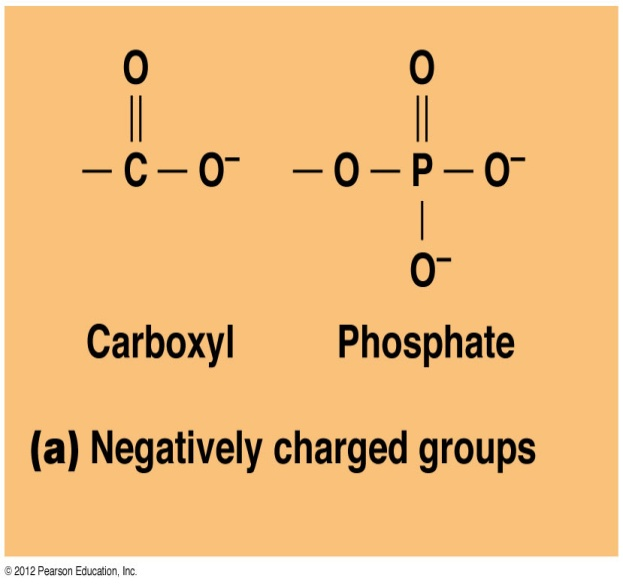 O O
|| ||
— C — O⁻ — O — P — O⁻
|
O⁻
Carboxyl Phosphate
(a) Negatively charged groups
© 2012 Pearson Education, Inc.